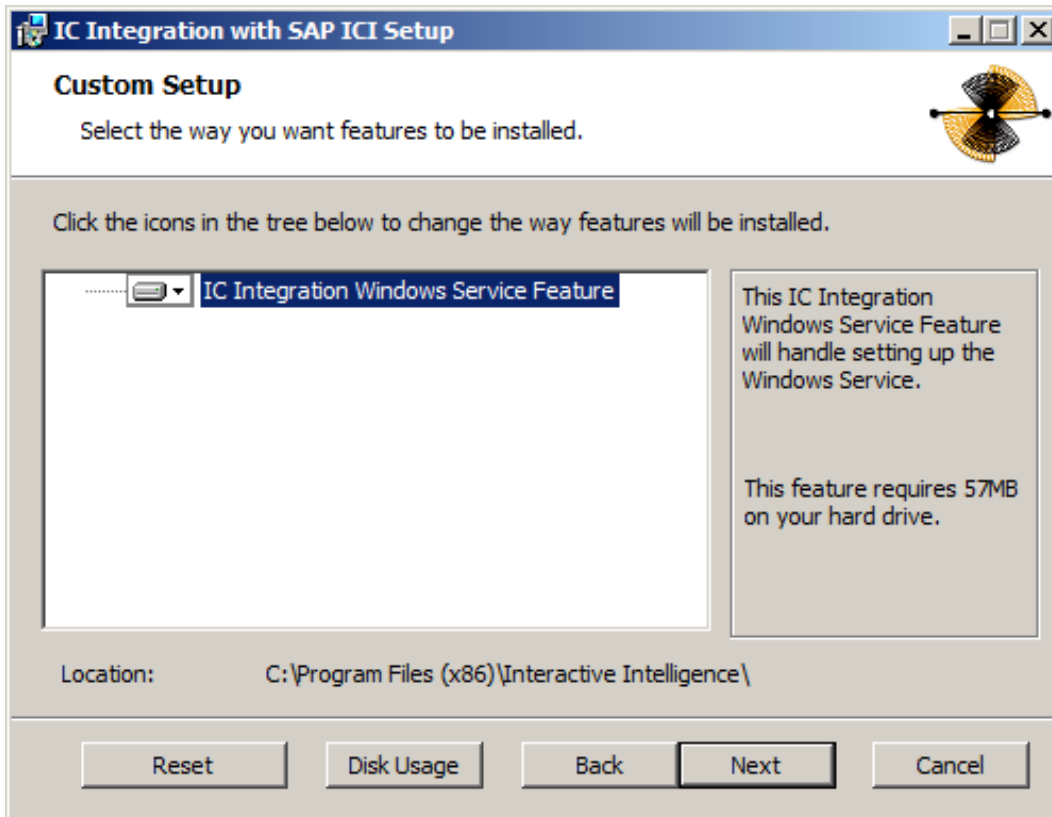 IC Integration with SAP ICI Setup
Custom Setup
Select the way you want features to be installed.
Click the icons in the tree below to change the way features will be installed.
IC Integration Windows Service Feature
This IC Integration
Windows Service Feature
will handle setting up the
Windows Service.
This feature requires 57MB
on your hard drive.
Location: C:\Program Files (x86)\Interactive Intelligence\
Reset Disk Usage Back Next Cancel